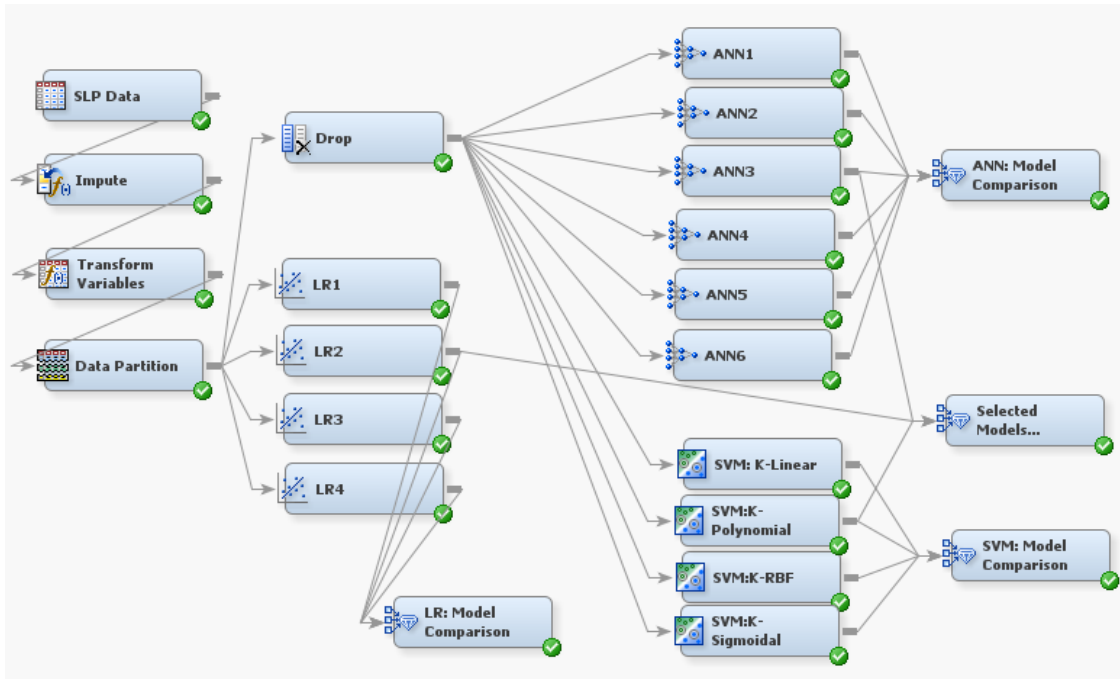 SLP Data
Impute
Transform
Variables
Data Partition
Drop
LR1
LR2
LR3
LR4
LR: Model
Comparison
ANN1
ANN2
ANN3
ANN4
ANN5
ANN6
SVM: K-Linear
SVM:K-
Polynomial
SVM:K-RBF
SVM:K-
Sigmoidal
ANN: Model
Comparison
Selected
Models...
SVM: Model
Comparison